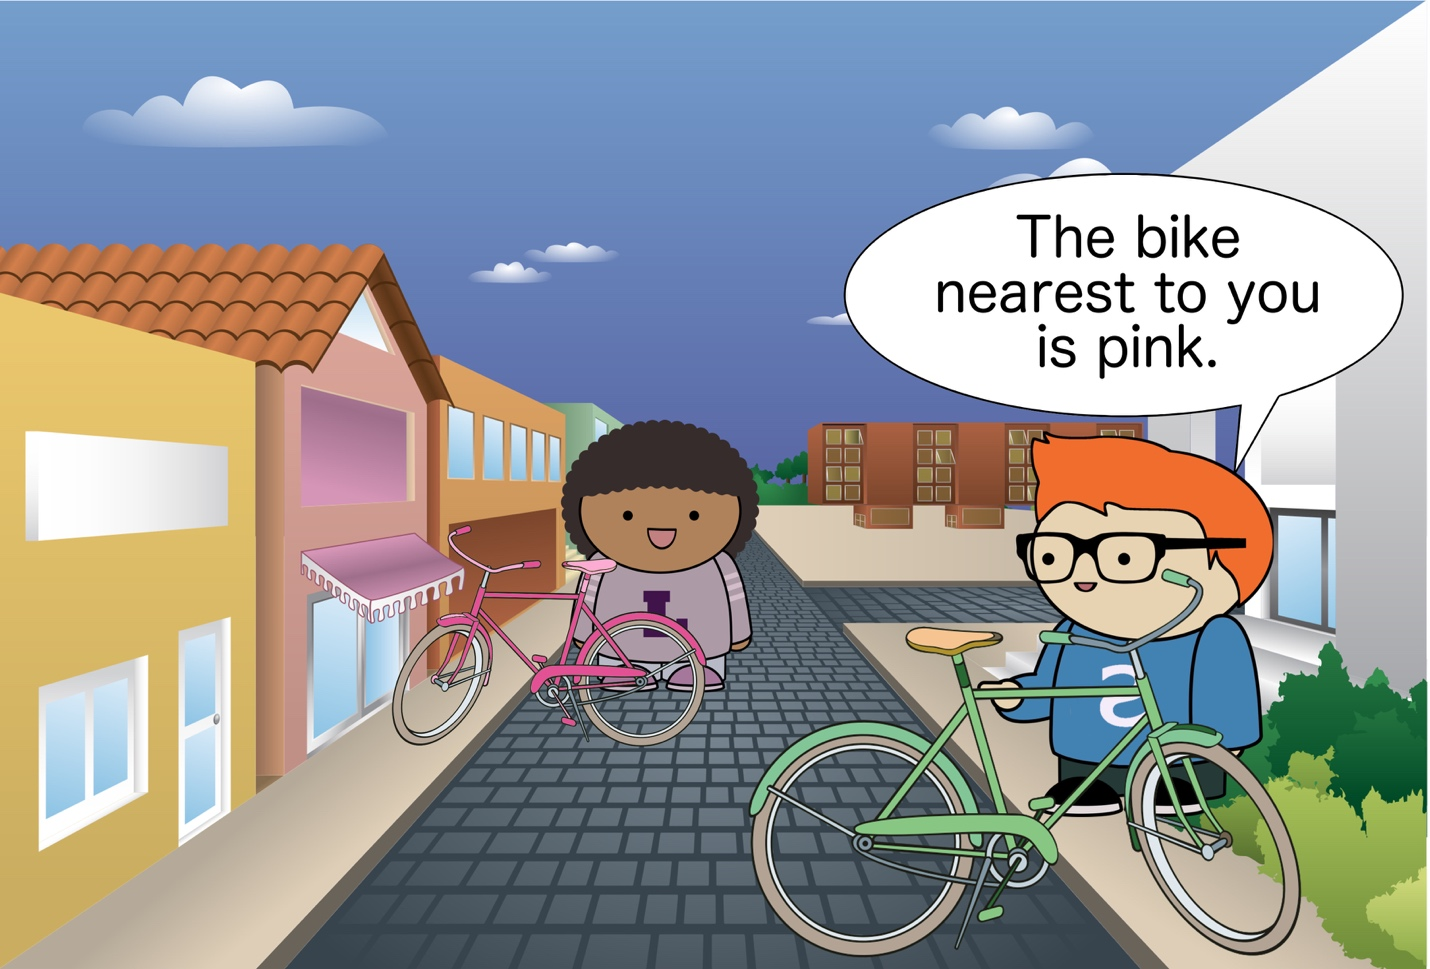 The bike
nearest to you
is pink.
L
a